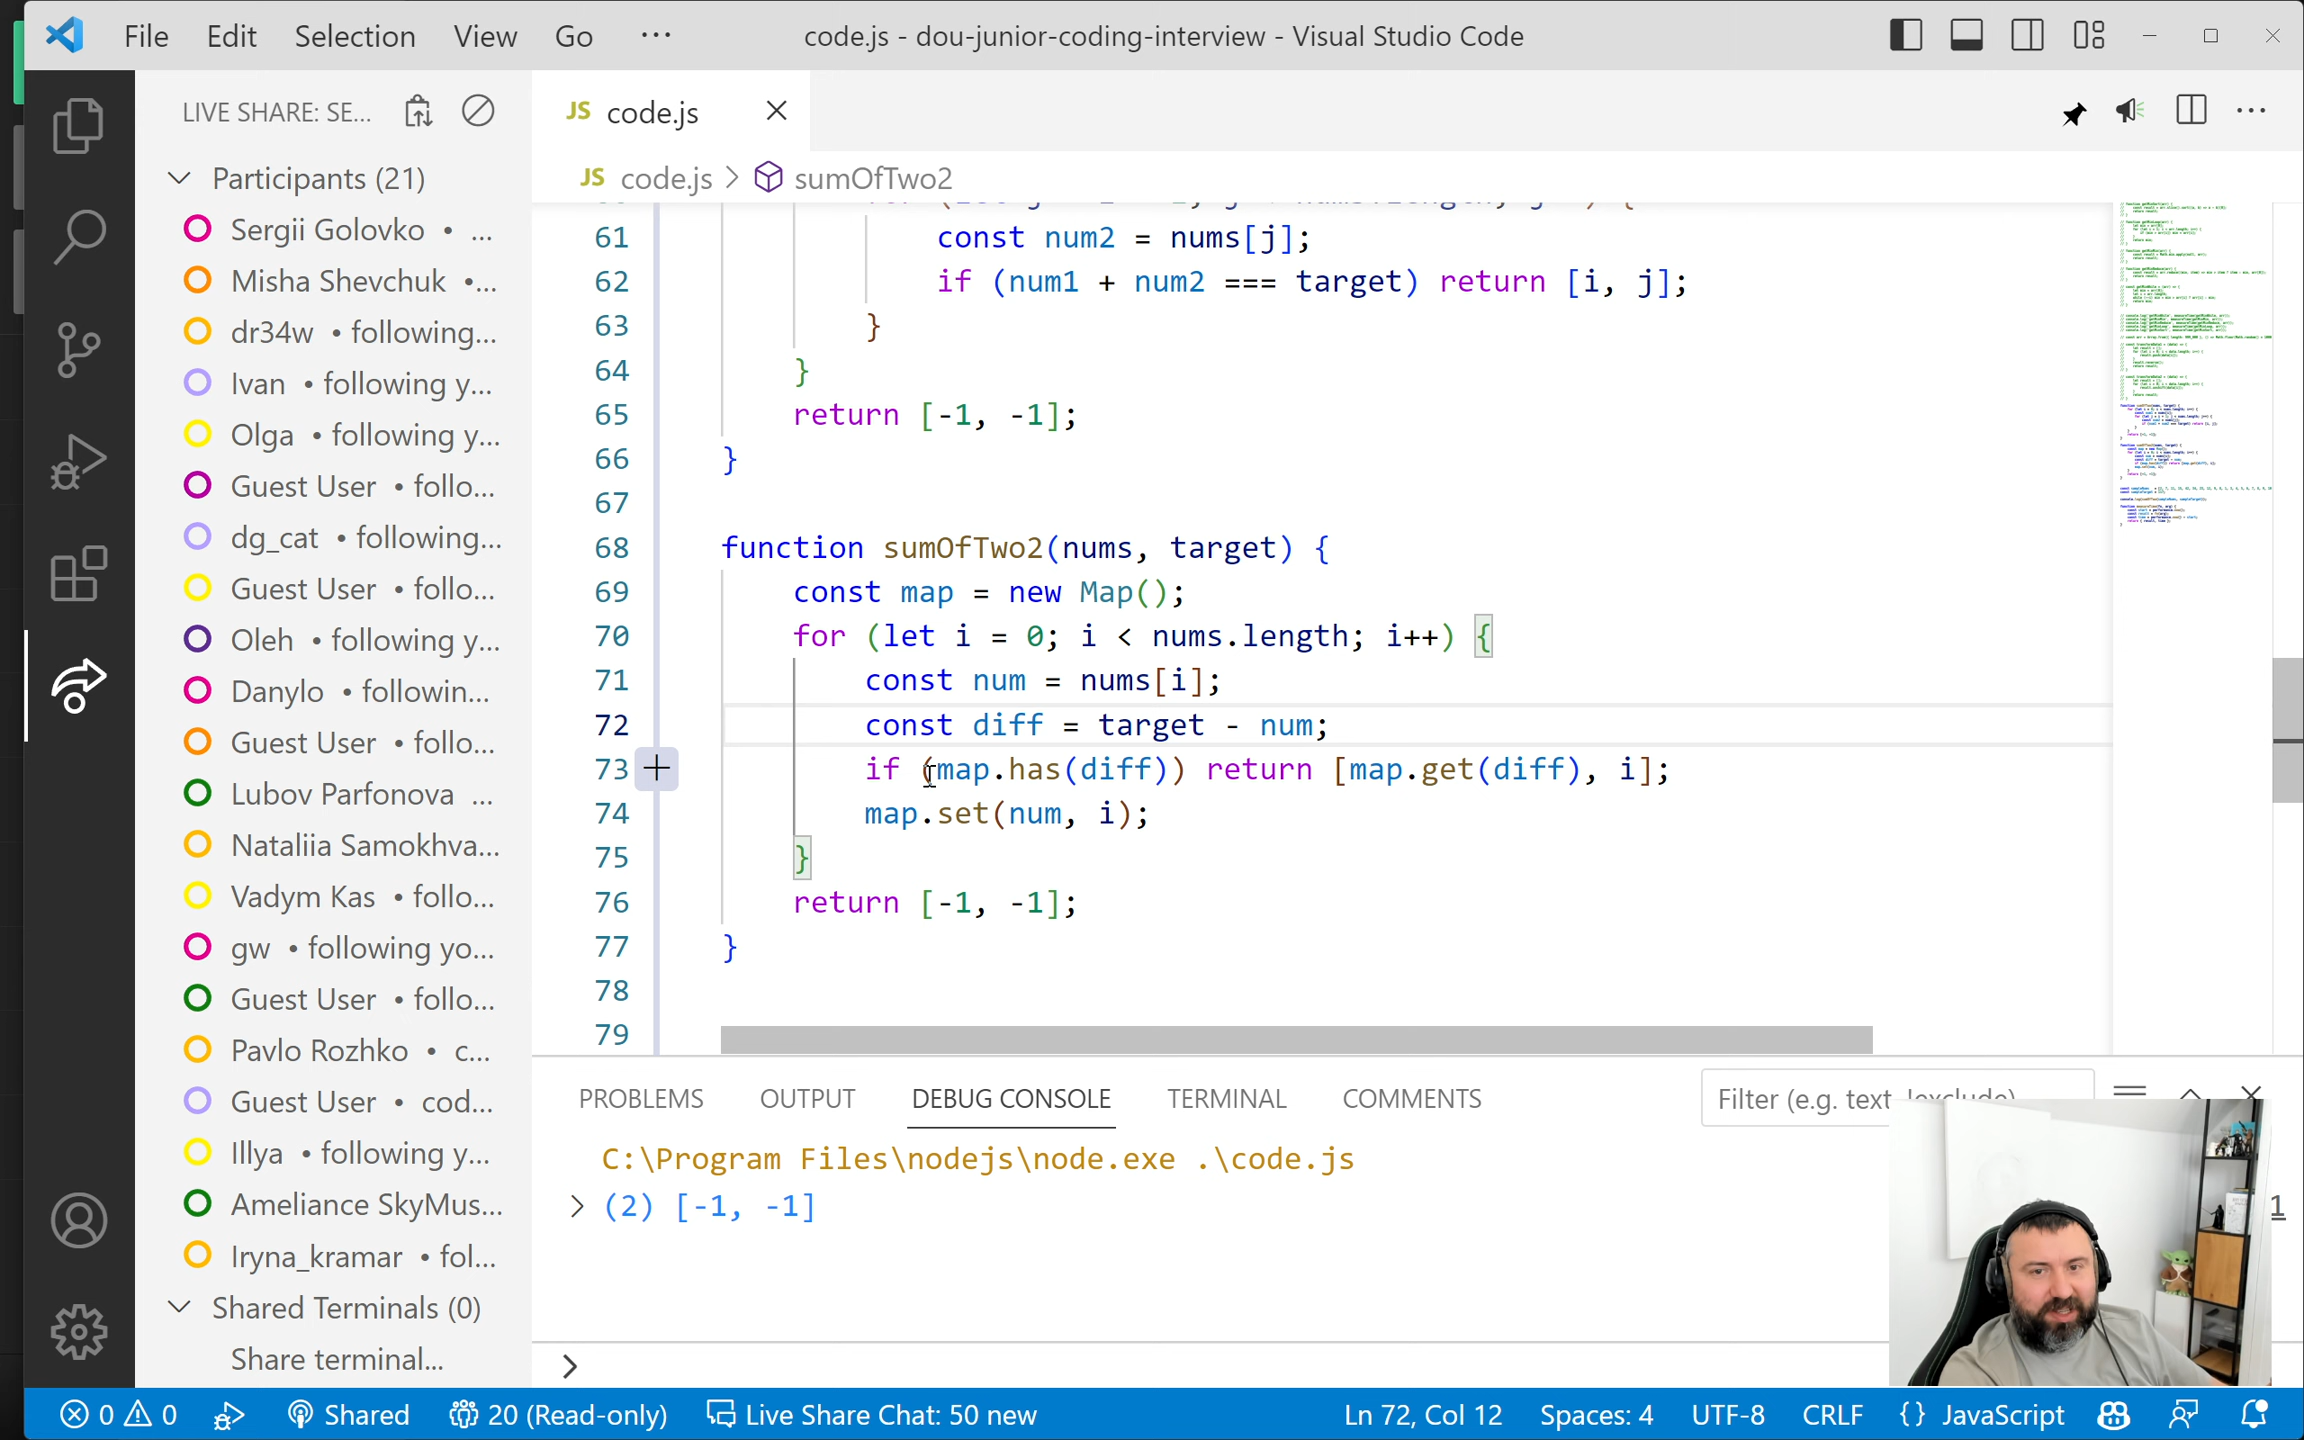 File Edit Selection View Go ··· code.js - dou-junior-coding-interview - Visual Studio Code
LIVE SHARE: SE...
Participants (21)
Sergii Golovko • ...
Misha Shevchuk •...
dr34w • following...
Ivan • following y...
Olga • following y...
Guest User • follo...
dg_cat • following...
Guest User • follo...
Oleh • following y...
Danylo • followin...
Guest User • follo...
Lubov Parfonova ...
Nataliia Samokhva...
Vadym Kas • follo...
gw • following yo...
Guest User • follo...
Pavlo Rozhko • c...
Guest User • cod...
Illya • following y...
Ameliance SkyMus...
Iryna_kramar • fol...
Shared Terminals (0)
Share terminal...
JS code.js
JS code.js > sumOfTwo2
61 const num2 = nums[j];
62 if (num1 + num2 === target) return [i, j];
63 }
64 }
65 return [-1, -1];
66 }
67
68 function sumOfTwo2(nums, target) {
69 const map = new Map();
70 for (let i = 0; i < nums.length; i++) {
71 const num = nums[i];
72 const diff = target - num;
73 if (map.has(diff)) return [map.get(diff), i];
74 map.set(num, i);
75 }
76 return [-1, -1];
77 }
78
79
PROBLEMS OUTPUT DEBUG CONSOLE TERMINAL COMMENTS Filter (e.g. text,
C:\Program Files\nodejs\node.exe .\code.js
> (2) [-1, -1]
1
>
0 0 Shared 20 (Read-only) Live Share Chat: 50 new Ln 72, Col 12 Spaces: 4 UTF-8 CRLF {} JavaScript